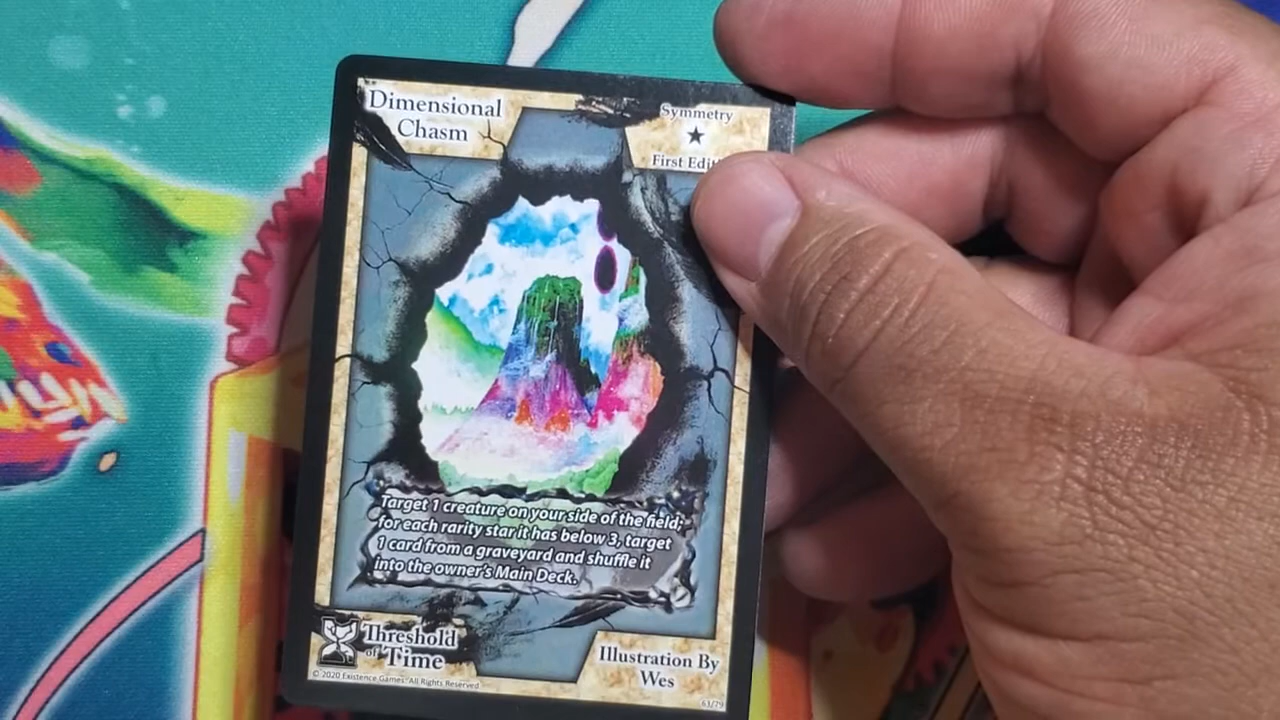 Dimensional
Chasm
Symmetry
★
First Edit
Target 1 creature on your side of the field;
for each rarity star it has below 3, target
1 card from a graveyard and shuffle it
into the owner's Main Deck.
Threshold
of Time
© 2020 Existence Games. All Rights Reserved
Illustration By
Wes
63/79